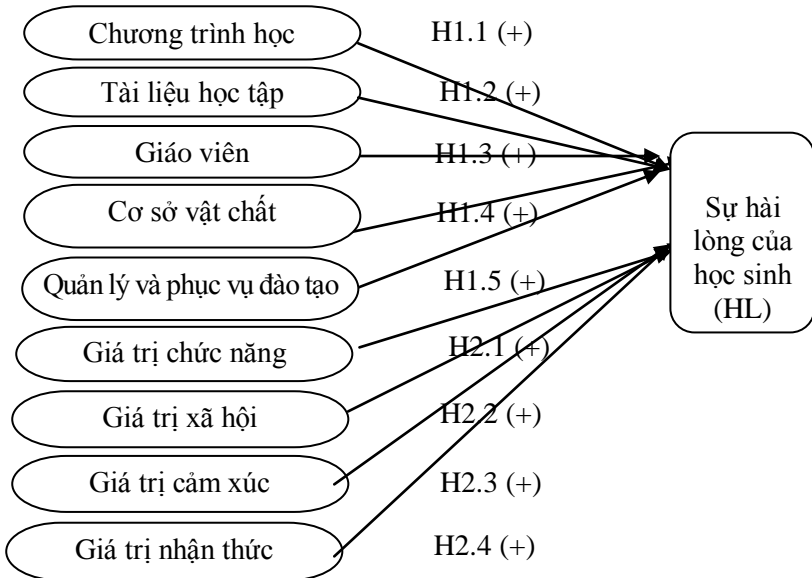 Chương trình học
H1.1 (+)
Tài liệu học tập
H1.2 (+)
Giáo viên
H1.3 (+)
Cơ sở vật chất
H1.4 (+)
Quản lý và phục vụ đào tạo
H1.5 (+)
Giá trị chức năng
H2.1 (+)
Giá trị xã hội
H2.2 (+)
Giá trị cảm xúc
H2.3 (+)
Giá trị nhận thức
H2.4 (+)
Sự hài
lòng của
học sinh
(HL)